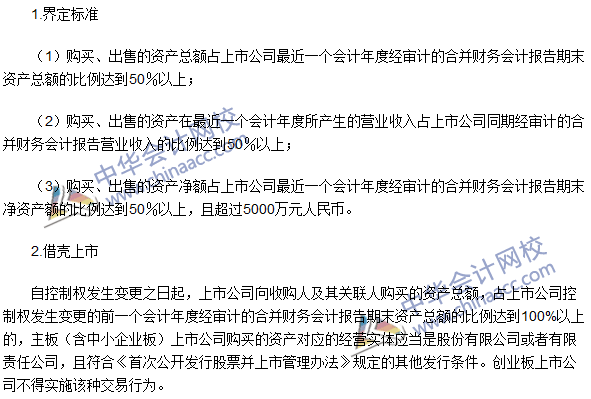 1.界定标准
（1）购买、出售的资产总额占上市公司最近一个会计年度经审计的合并财务会计报告期末
资产总额的比例达到50％以上；
（2）购买、出售的资产在最近一个会计年度所产生的营业收入占上市公司同期经审计的合
并财务会计报告营业收入的比例达到50％以上；
（3）购买、出售的资产净额占上市公司最近一个会计年度经审计的合并财务会计报告期末
净资产额的比例达到50％以上，且超过5000万元人民币。
2.借壳上市
自控制权发生变更之日起，上市公司向收购人及其关联人购买的资产总额，占上市公司控
制权发生变更的前一个会计年度经审计的合并财务会计报告期末资产总额的比例达到100%以上
的，主板（含中小企业板）上市公司购买的资产对应的经营实体应当是股份有限公司或者有限
责任公司，且符合《首次公开发行股票并上市管理办法》规定的其他发行条件。创业板上市公
司不得实施该种交易行为。
中华会计网校
www.chinaacc.com
中华会计网校
www.chinaacc.com